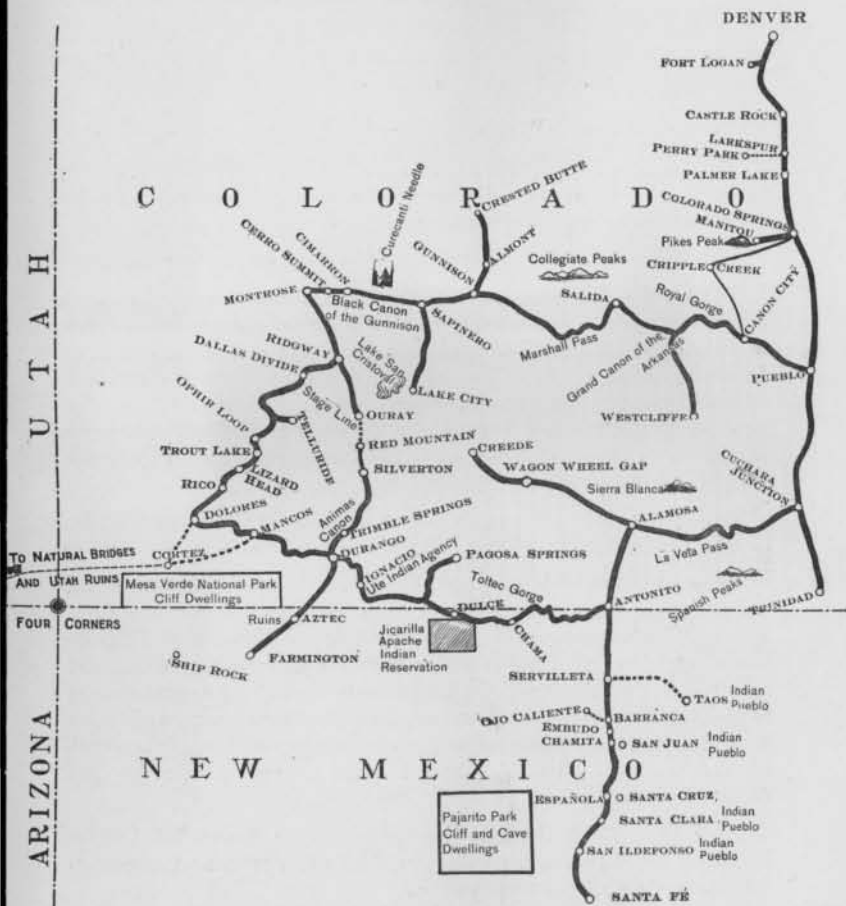 DENVER
FORT LOGAN
CASTLE ROCK
LARKSPUR
PERRY PARK
PALMER LAKE
COLORADO
COLORADO SPRINGS
MANITOU
Pikes Peak
CRIPPLE CREEK
CANON CITY
Royal Gorge
CRESTED BUTTE
ALMONT
GUNNISON
Collegiate Peaks
SALIDA
Curecanti Needle
CIMARRON
CERRO SUMMIT
MONTROSE
Black Canon
of the Gunnison
SAPINERO
Marshall Pass
Grand Canon of the
Arkansas
PUEBLO
UTAH
RIDGWAY
DALLAS DIVIDE
Lake San
Cristoval
LAKE CITY
WESTCLIFFE
Stage Line
OURAY
OPHIR LOOP
TELLURIDE
RED MOUNTAIN
CREEDE
TROUT LAKE
LIZARD
HEAD
SILVERTON
WAGON WHEEL GAP
CUCHARA
JUNCTION
RICO
Sierra Blanca
DOLORES
MANCOS
Animas
Canon
TRIMBLE SPRINGS
ALAMOSA
DURANGO
La Veta Pass
TO NATURAL BRIDGES
AND UTAH RUINS
CORTEZ
IGNACIO
Ute Indian Agency
PAGOSA SPRINGS
Mesa Verde National Park
Cliff Dwellings
Toltec Gorge
Spanish Peaks
TRINIDAD
FOUR CORNERS
Ruins
AZTEC
DULCE
ANTONITO
CHAMA
Jicarilla
Apache
Indian
Reservation
SHIP ROCK
FARMINGTON
SERVILLETA
TAOS
Indian
Pueblo
OJO CALIENTE
BARRANCA
EMBUDO
CHAMITA
SAN JUAN
Indian
Pueblo
ARIZONA
NEW MEXICO
Pajarito Park
Cliff and Cave
Dwellings
ESPAÑOLA
SANTA CRUZ,
SANTA CLARA
Indian
Pueblo
SAN ILDEFONSO
Indian
Pueblo
SANTA FÉ